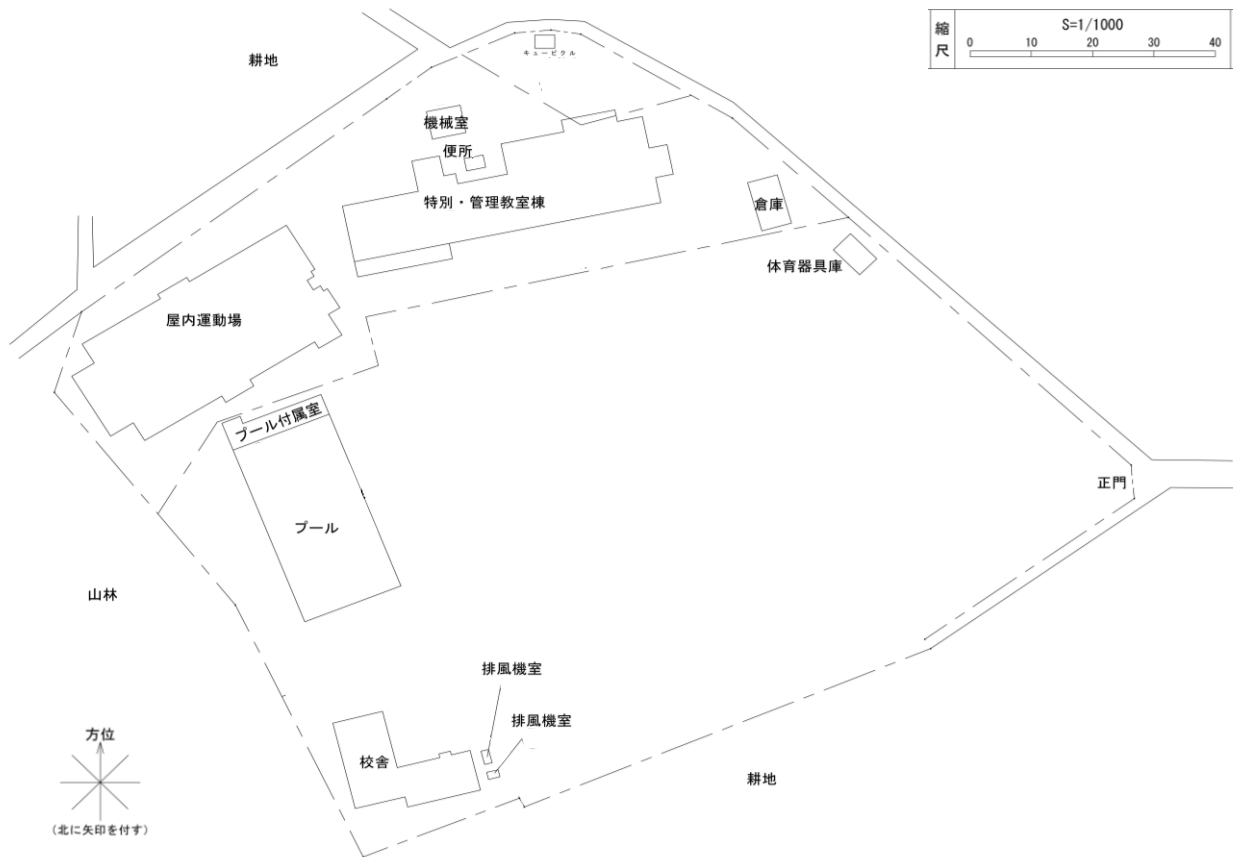 縮尺
S=1/1000
0 10 20 30 40
キュービクル
耕地
機械室
便所
特別・管理教室棟
倉庫
体育器具庫
屋内運動場
プール付属室
正門
プール
山林
排風機室
排風機室
方位
校舎
耕地
(北に矢印を付す)